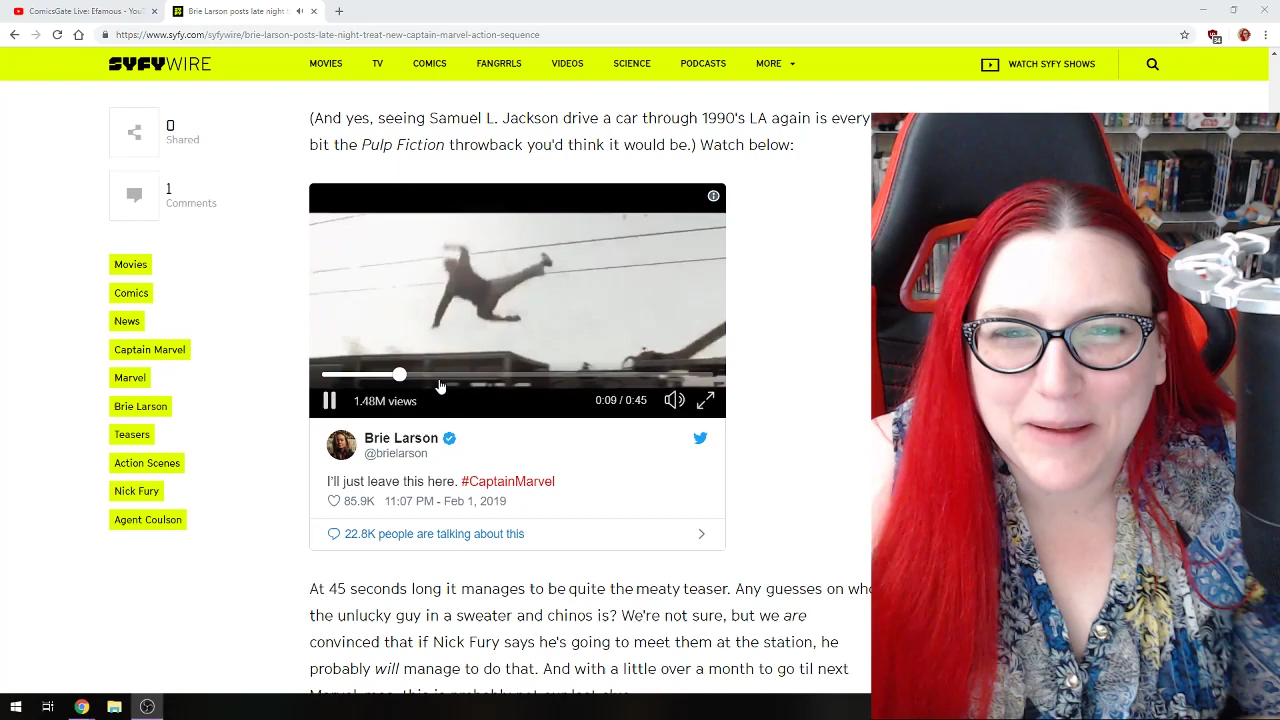 ComicsGate Live: Efamous - You
Brie Larson posts late night t
https://www.syfy.com/syfywire/brie-larson-posts-late-night-treat-new-captain-marvel-action-sequence
34
SYFYWIRE
MOVIES
TV
COMICS
FANGRRLS
VIDEOS
SCIENCE
PODCASTS
MORE
WATCH SYFY SHOWS
0
Shared
1
Comments
Movies
Comics
News
Captain Marvel
Marvel
Brie Larson
Teasers
Action Scenes
Nick Fury
Agent Coulson
(And yes, seeing Samuel L. Jackson drive a car through 1990's LA again is every
bit the Pulp Fiction throwback you'd think it would be.) Watch below:
1.48M views
0:09 / 0:45
Brie Larson
@brielarson
I'll just leave this here. #CaptainMarvel
85.9K 11:07 PM - Feb 1, 2019
22.8K people are talking about this
At 45 seconds long it manages to be quite the meaty teaser. Any guesses on who
the unlucky guy in a sweater and chinos is? We're not sure, but we are
convinced that if Nick Fury says he's going to meet them at the station, he
probably will manage to do that. And with a little over a month to go til next